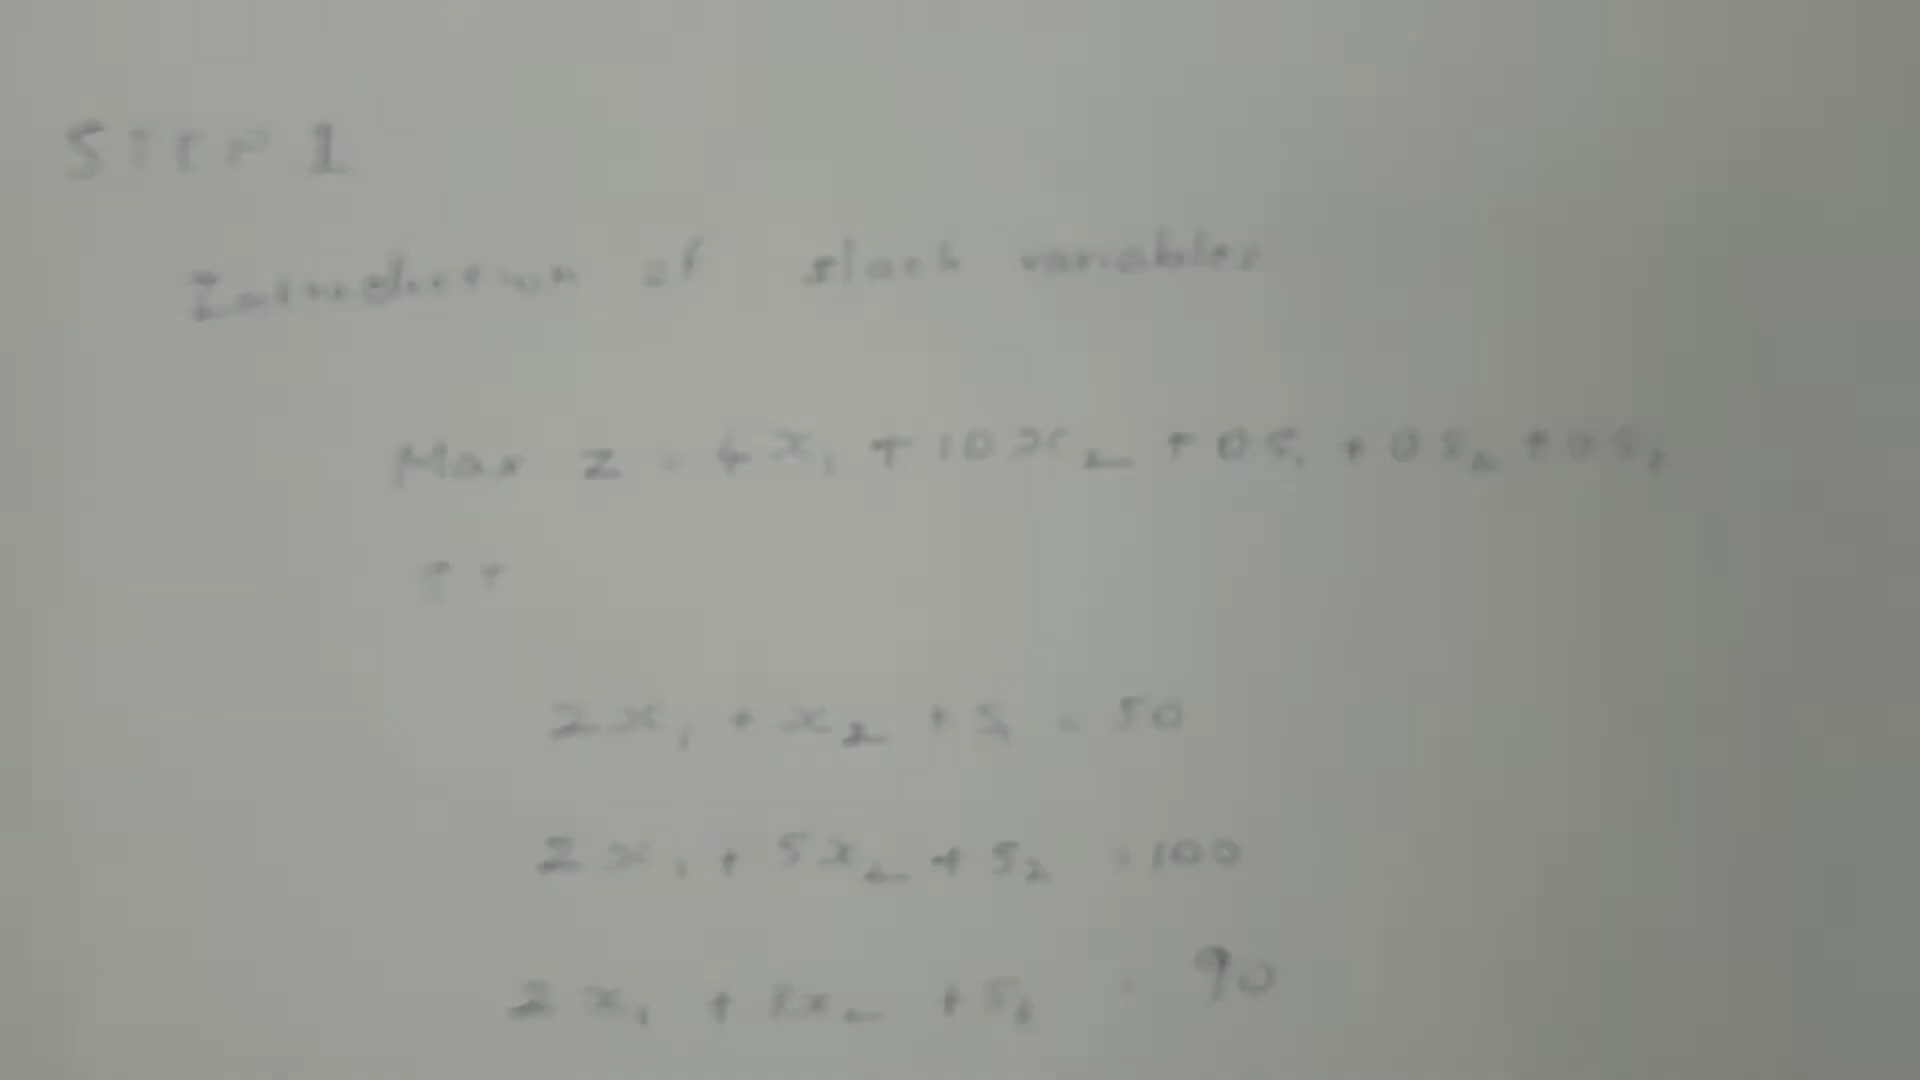 STEP 1
Introduction of slack variables
Max Z = 4x₁ + 10x₂ + 0S₁ + 0S₂ + 0S₃
ST
2x₁ + x₂ + S₁ = 50
2x₁ + 5x₂ + S₂ = 100
2x₁ + x₂ + S₃ = 90